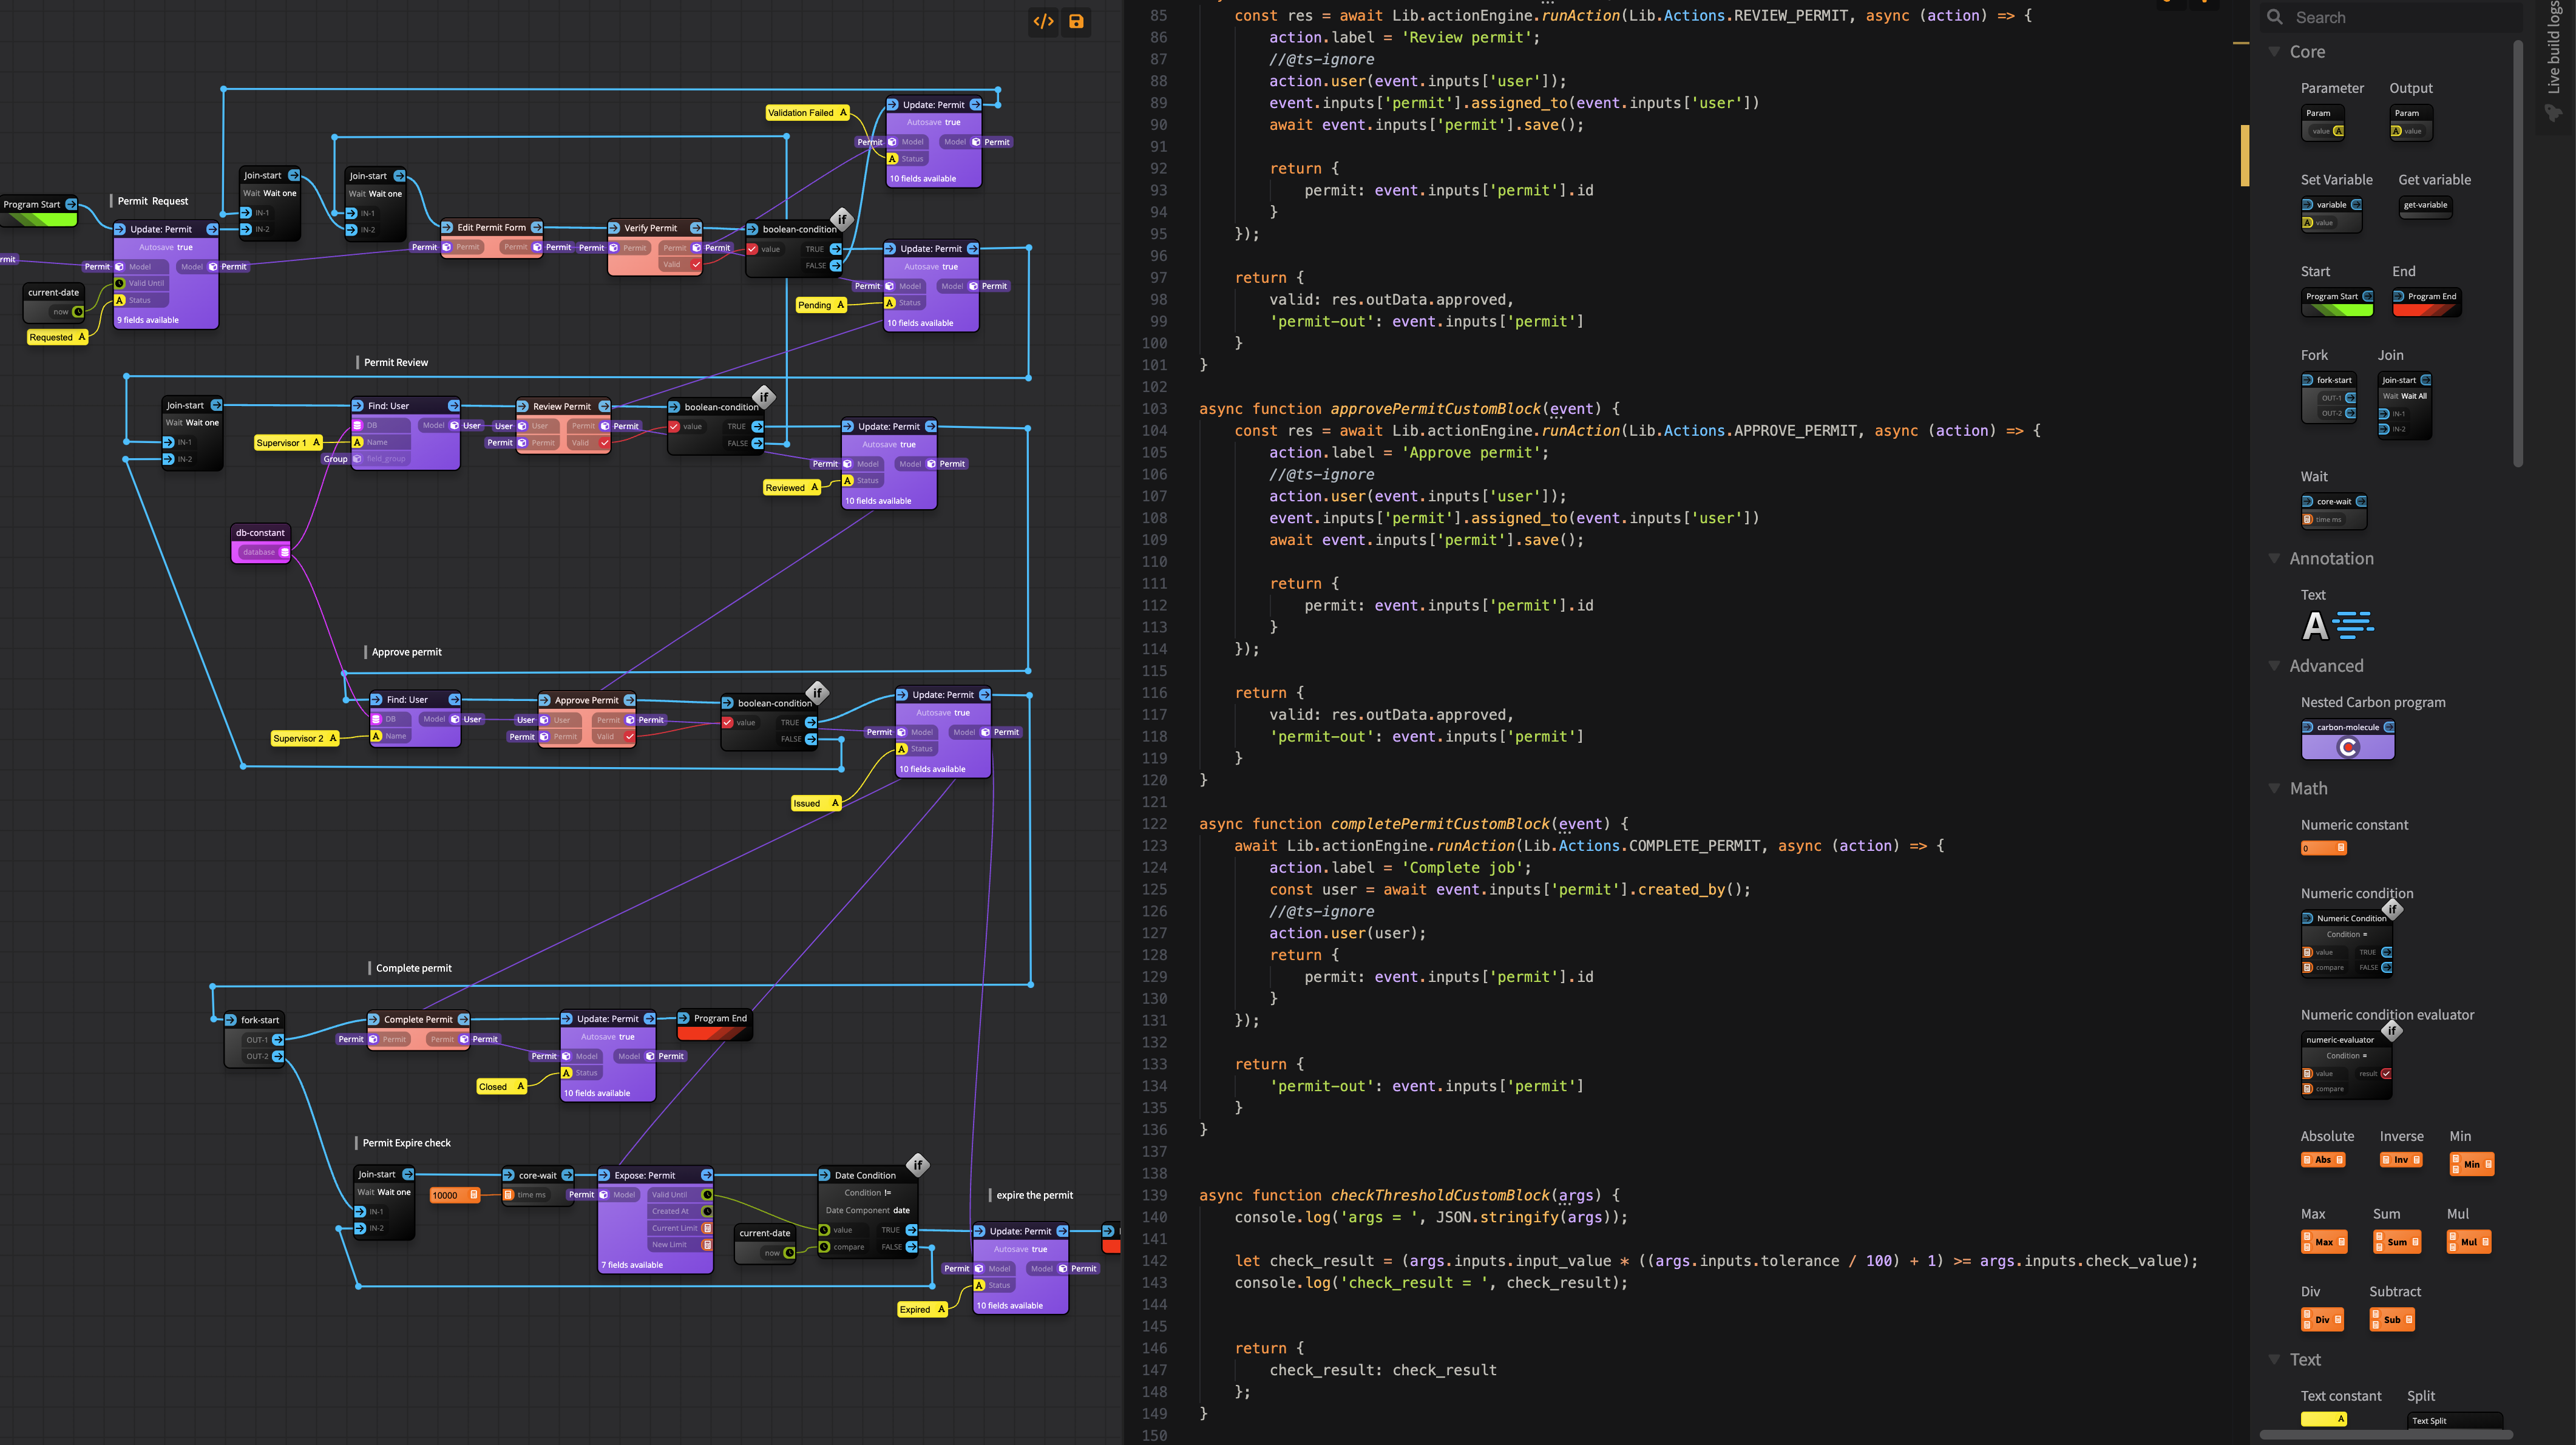 Validation Failed A
Update: Permit
Autosave true
Permit Model Model Permit
A Status
10 fields available
Program Start
Permit Request
Join-start
Wait Wait one
IN-1
IN-2
Join-start
Wait Wait one
IN-1
IN-2
Update: Permit
Autosave true
Permit Model Model Permit
Valid Until
A Status
9 fields available
current-date
now
Requested A
Edit Permit Form
Permit Permit Permit Permit
Verify Permit
Permit Permit Permit Permit
Valid
if
boolean-condition
value TRUE
FALSE
Update: Permit
Autosave true
Permit Model Model Permit
A Status
10 fields available
Pending A
Permit Review
Join-start
Wait Wait one
IN-1
IN-2
Find: User
DB Model User
A Name
Group field_group
Supervisor 1 A
Review Permit
User User Permit Permit
Permit Permit Valid
if
boolean-condition
value TRUE
FALSE
Update: Permit
Autosave true
Permit Model Model Permit
A Status
10 fields available
Reviewed A
db-constant
database
Approve permit
Find: User
DB Model User
A Name
Supervisor 2 A
Approve Permit
User User Permit Permit
Permit Permit Valid
if
boolean-condition
value TRUE
FALSE
Update: Permit
Autosave true
Permit Model Model Permit
A Status
10 fields available
Issued A
Complete permit
fork-start
OUT-1
OUT-2
Complete Permit
Permit Permit Permit Permit
Update: Permit
Autosave true
Permit Model Model Permit
A Status
10 fields available
Closed A
Program End
Permit Expire check
Join-start
Wait Wait one
IN-1
IN-2
10000
core-wait
time ms
Expose: Permit
Permit Model Valid Until
Created At
Current Limit
New Limit
7 fields available
current-date
now
if
Date Condition
Condition !=
Date Component date
value TRUE
compare FALSE
expire the permit
Update: Permit
Autosave true
Permit Model Model Permit
A Status
10 fields available
Expired A
85 const res = await Lib.actionEngine.runAction(Lib.Actions.REVIEW_PERMIT, async (action) => {
86 action.label = 'Review permit';
87 //@ts-ignore
88 action.user(event.inputs['user']);
89 event.inputs['permit'].assigned_to(event.inputs['user'])
90 await event.inputs['permit'].save();
91
92 return {
93 permit: event.inputs['permit'].id
94 }
95 });
96
97 return {
98 valid: res.outData.approved,
99 'permit-out': event.inputs['permit']
100 }
101 }
102
103 async function approvePermitCustomBlock(event) {
104 const res = await Lib.actionEngine.runAction(Lib.Actions.APPROVE_PERMIT, async (action) => {
105 action.label = 'Approve permit';
106 //@ts-ignore
107 action.user(event.inputs['user']);
108 event.inputs['permit'].assigned_to(event.inputs['user'])
109 await event.inputs['permit'].save();
110
111 return {
112 permit: event.inputs['permit'].id
113 }
114 });
115
116 return {
117 valid: res.outData.approved,
118 'permit-out': event.inputs['permit']
119 }
120 }
121
122 async function completePermitCustomBlock(event) {
123 await Lib.actionEngine.runAction(Lib.Actions.COMPLETE_PERMIT, async (action) => {
124 action.label = 'Complete job';
125 const user = await event.inputs['permit'].created_by();
126 //@ts-ignore
127 action.user(user);
128 return {
129 permit: event.inputs['permit'].id
130 }
131 });
132
133 return {
134 'permit-out': event.inputs['permit']
135 }
136 }
137
138
139 async function checkThresholdCustomBlock(args) {
140 console.log('args = ', JSON.stringify(args));
141
142 let check_result = (args.inputs.input_value * ((args.inputs.tolerance / 100) + 1) >= args.inputs.check_value);
143 console.log('check_result = ', check_result);
144
145
146 return {
147 check_result: check_result
148 };
149 }
150
Search
Core
Parameter Output
Param Param
value A A value
Set Variable Get variable
variable get-variable
A value
Start End
Program Start Program End
Fork Join
fork-start Join-start
OUT-1 Wait Wait All
OUT-2 IN-1
IN-2
Wait
core-wait
time ms
Annotation
Text
A
Advanced
Nested Carbon program
carbon-molecule
Math
Numeric constant
0
Numeric condition
if
Numeric Condition
Condition =
value TRUE
compare FALSE
Numeric condition evaluator
if
numeric-evaluator
Condition =
value result
compare
Absolute Inverse Min
Abs Inv Min
Max Sum Mul
Max Sum Mul
Div Subtract
Div Sub
Text
Text constant Split
A Text Split
Live build logs